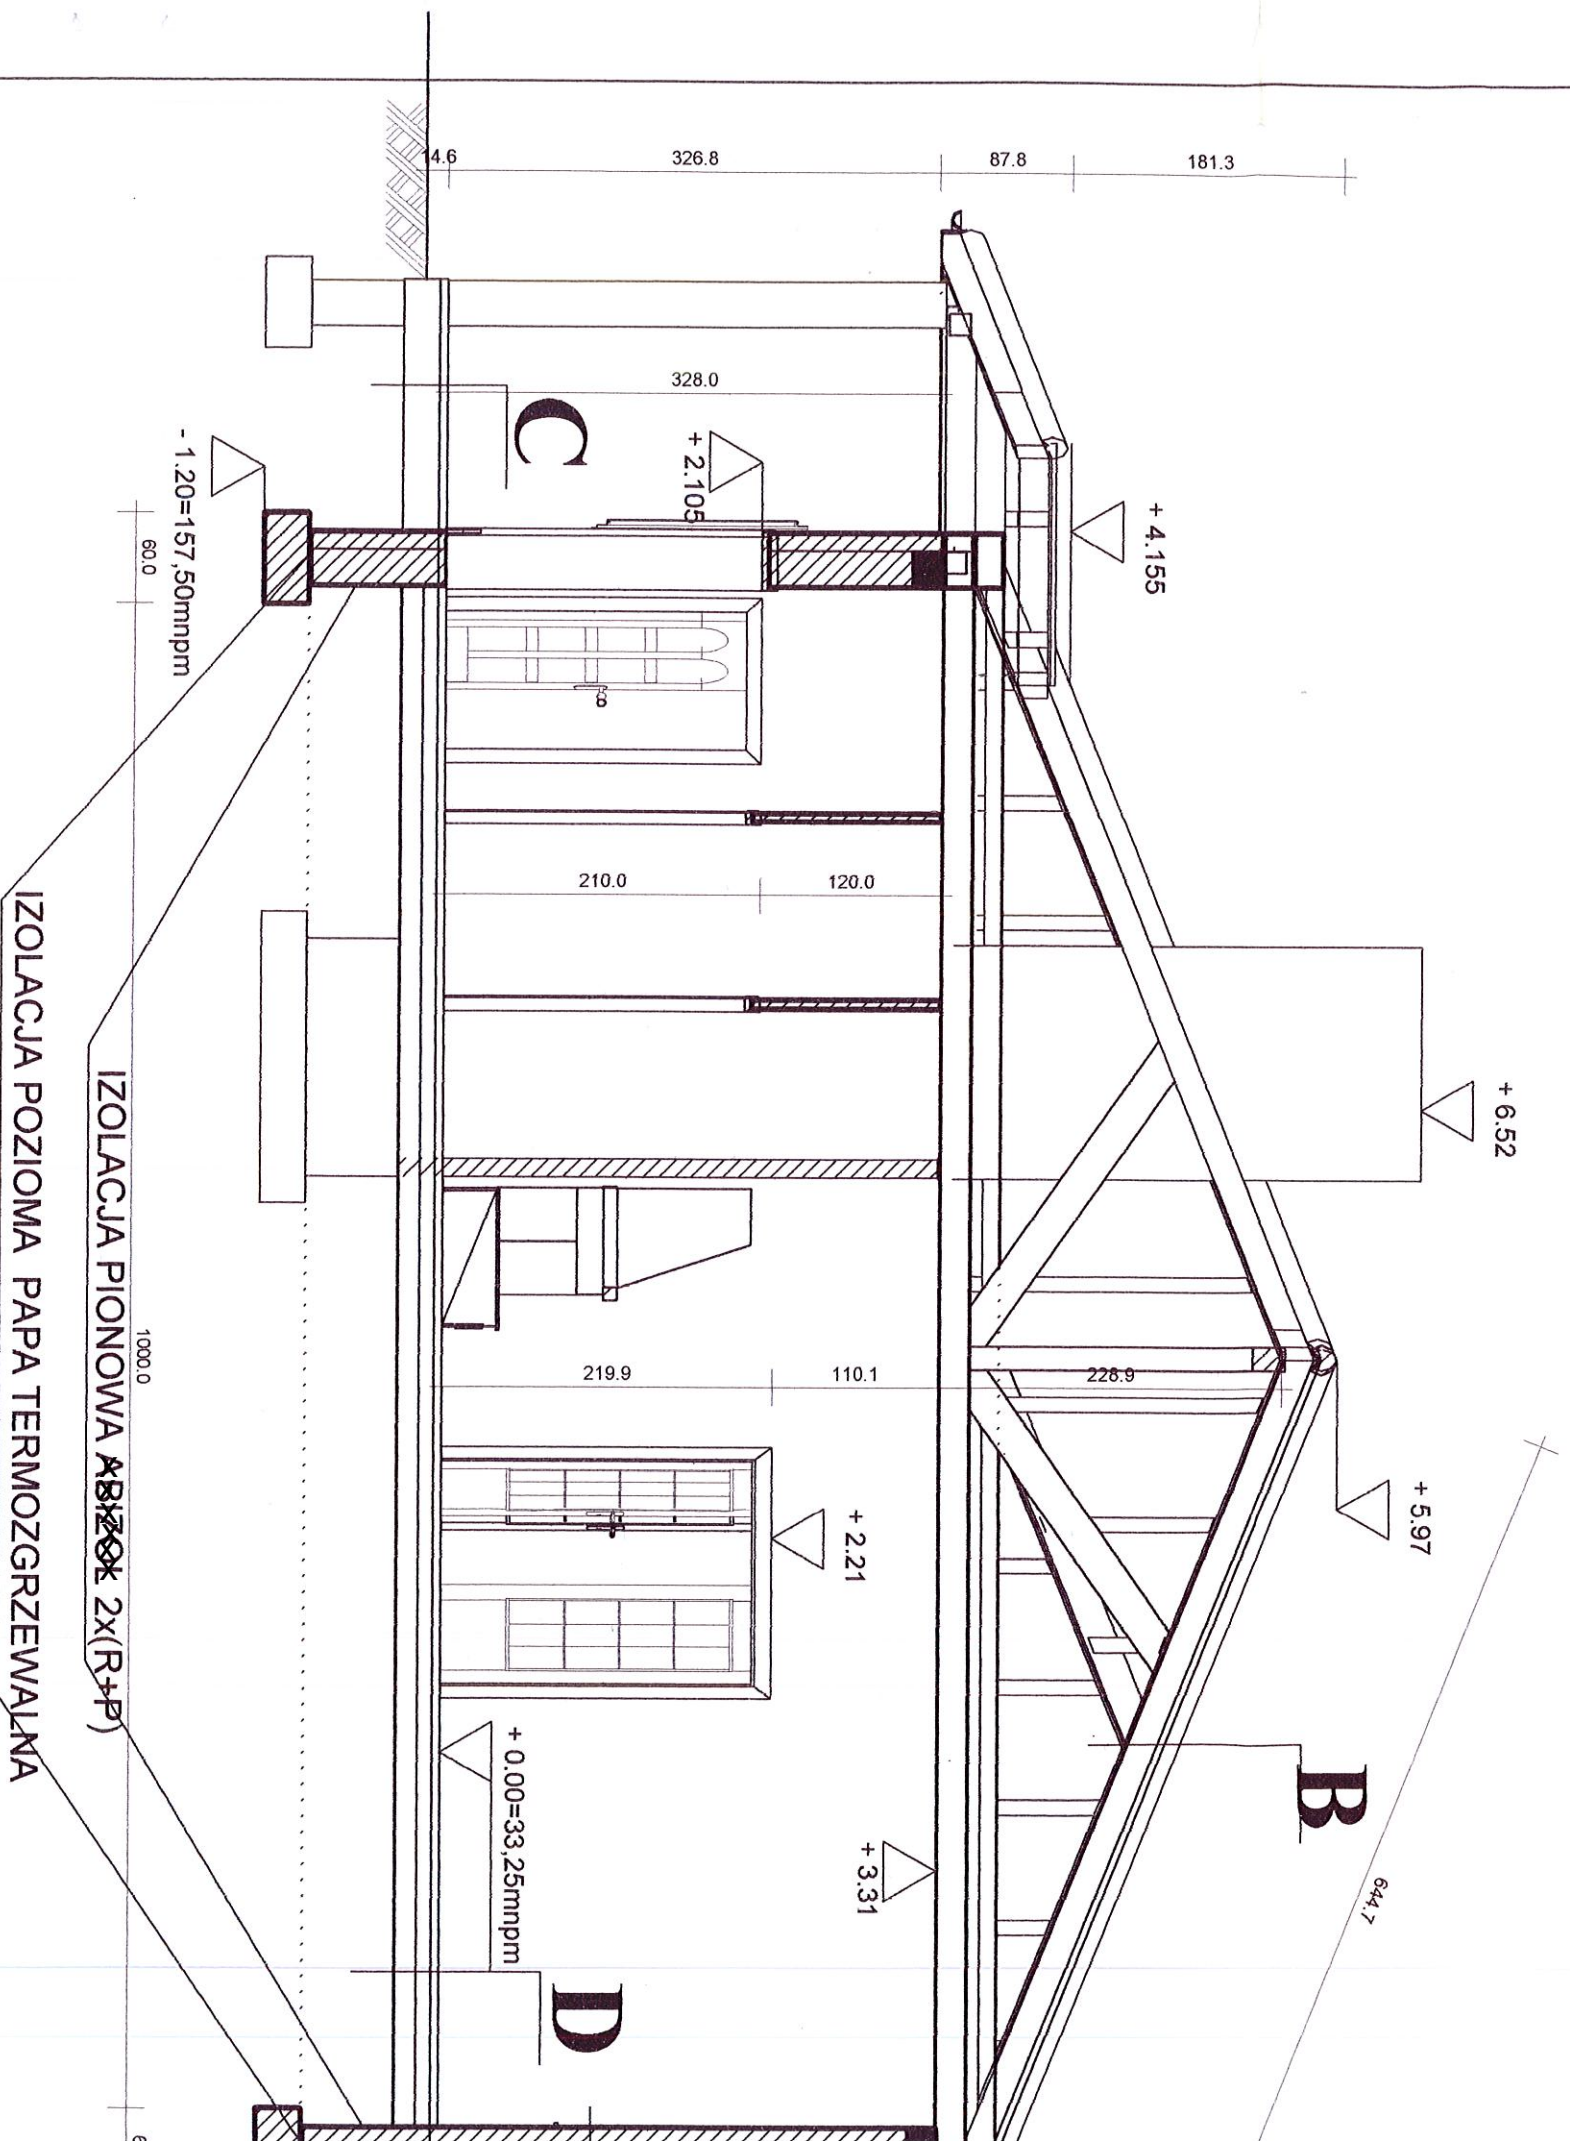 14.6
326.8
87.8
181.3
+ 6.52
+ 5.97
+ 4.155
B
644.7
228.9
+ 3.31
120.0
110.1
+ 2.21
+ 2.105
328.0
210.0
219.9
C
D
+ 0.00=33,25mnpm
- 1.20=157,50mnpm
60.0
1000.0
IZOLACJA PIONOWA ABIZOL 2x(R+P)
IZOLACJA POZIOMA PAPA TERMOZGRZEWALNA